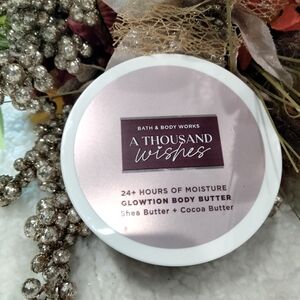 BATH & BODY WORKS
A THOUSAND
Wishes
24+ HOURS OF MOISTURE
GLOWTION BODY BUTTER
Shea Butter + Cocoa Butter